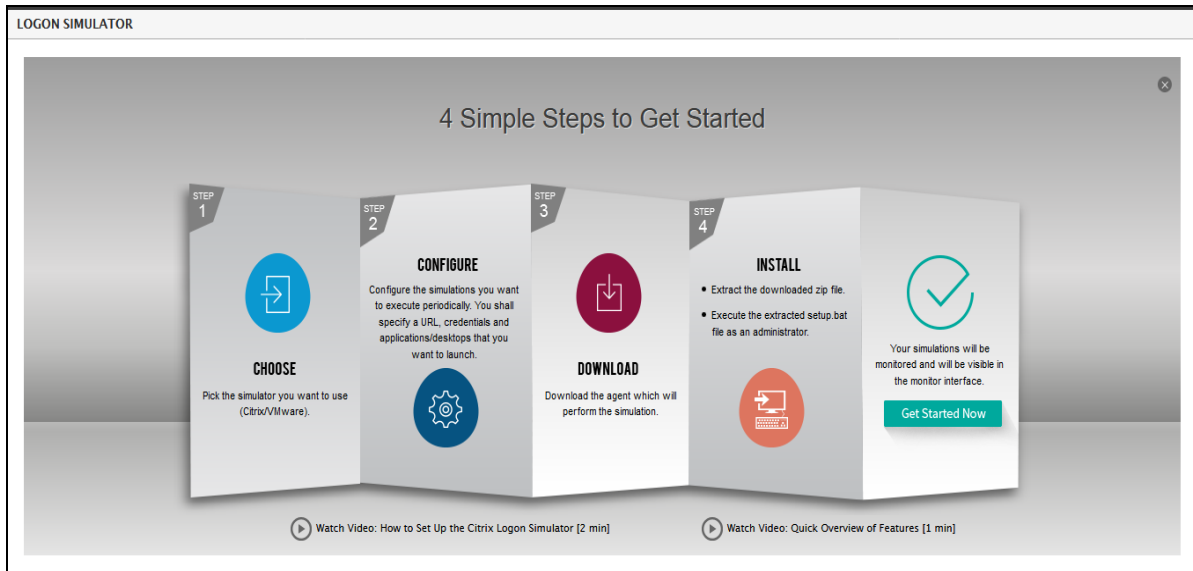 LOGON SIMULATOR
4 Simple Steps to Get Started
STEP
1
CHOOSE
Pick the simulator you want to use
(Citrix/VMware).
STEP
2
CONFIGURE
Configure the simulations you want
to execute periodically. You shall
specify a URL, credentials and
applications/desktops that you
want to launch.
STEP
3
DOWNLOAD
Download the agent which will
perform the simulation.
STEP
4
INSTALL
• Extract the downloaded zip file.
• Execute the extracted setup.bat
file as an administrator.
Your simulations will be
monitored and will be visible in
the monitor interface.
Get Started Now
Watch Video: How to Set Up the Citrix Logon Simulator [2 min]
Watch Video: Quick Overview of Features [1 min]